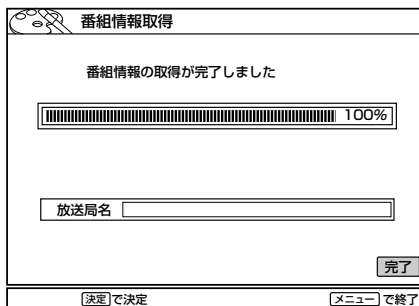 番組情報取得
番組情報の取得が完了しました
100%
放送局名
完了
決定で決定
メニューで終了